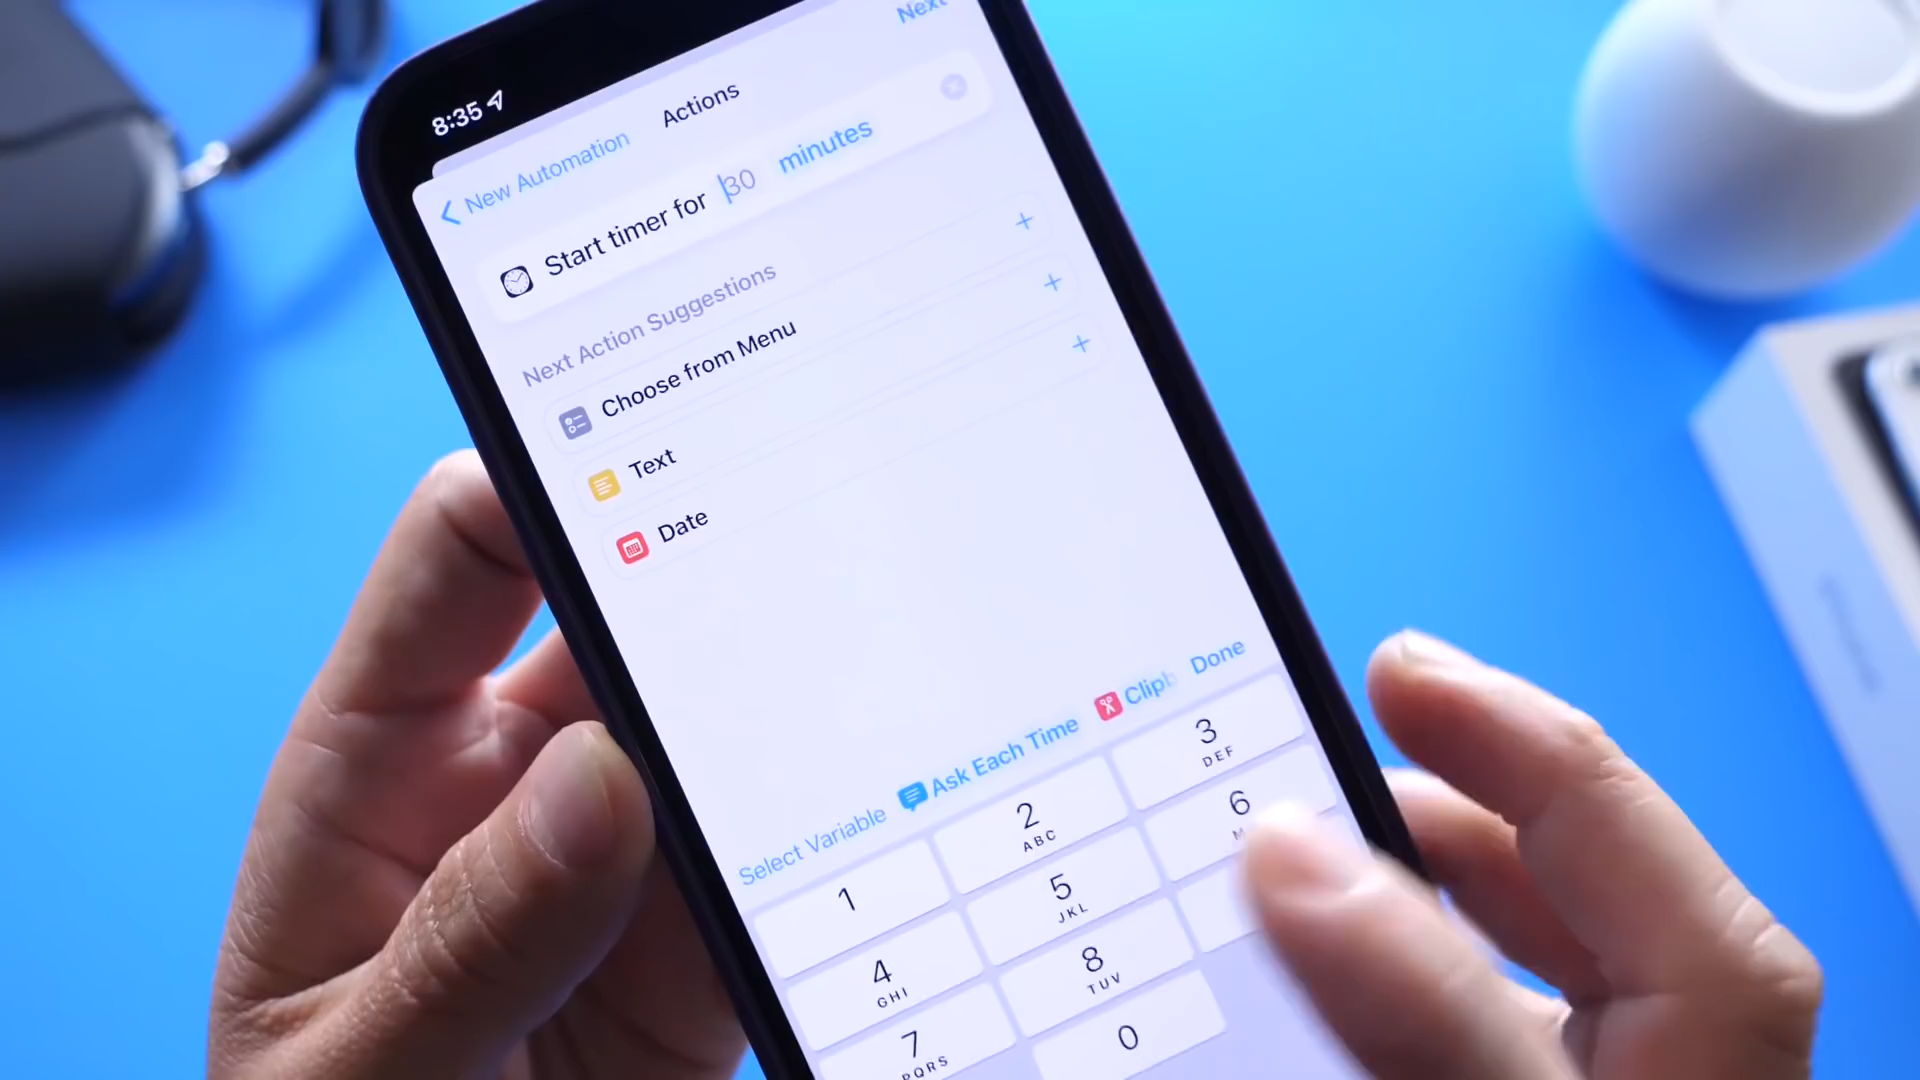 8:35
Next
New Automation
Actions
Start timer for 30 minutes
Next Action Suggestions
Choose from Menu
Text
Date
Select Variable
Ask Each Time
Clipb
Done
1
2
ABC
3
DEF
4
GHI
5
JKL
6
M
7
PQRS
8
TUV
0